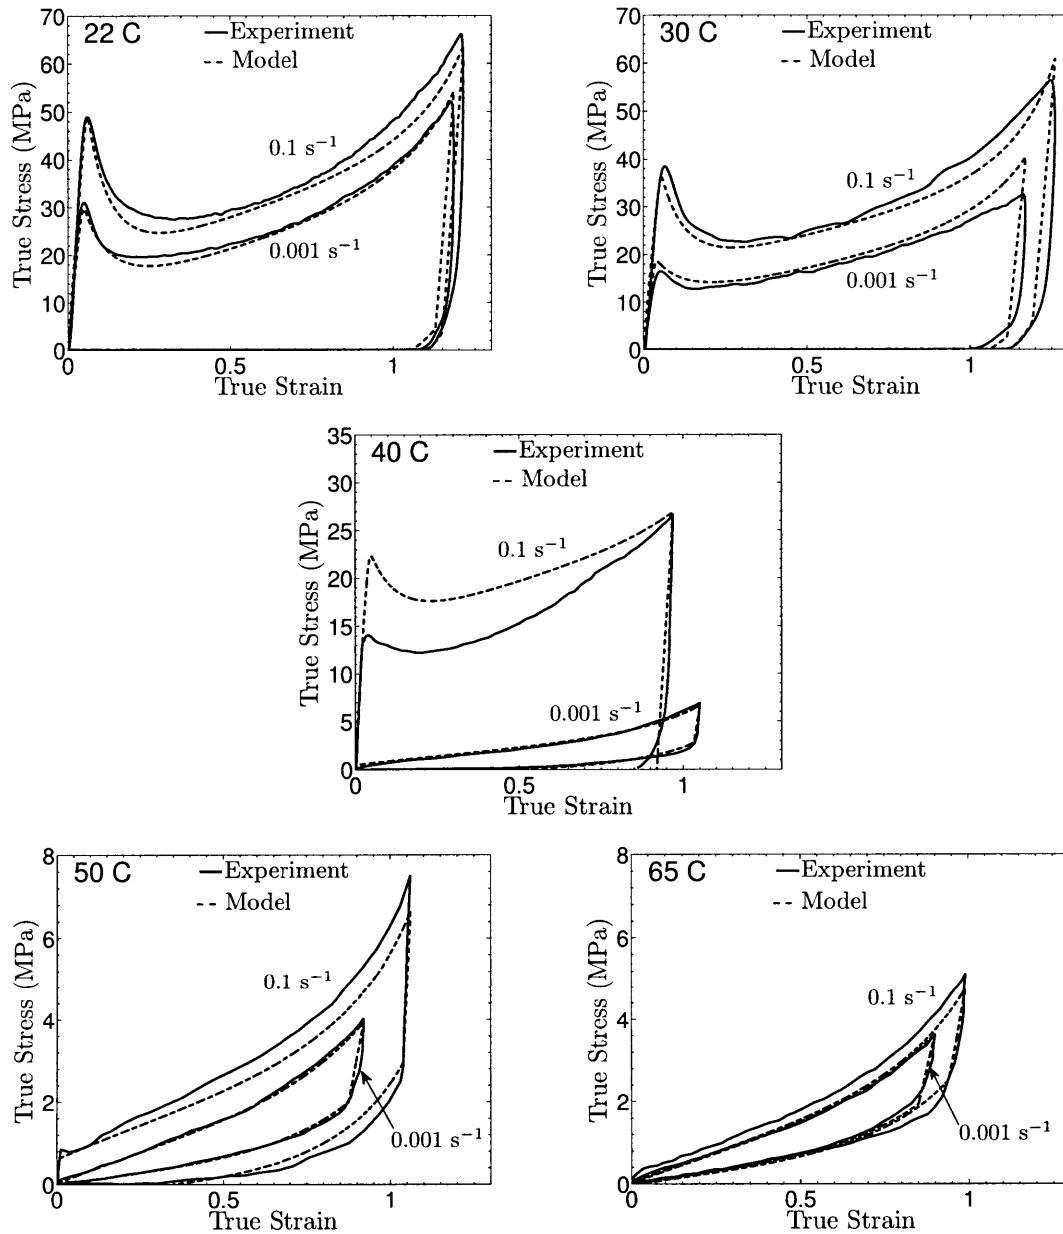 22 C
Experiment
Model
0.1 s⁻¹
0.001 s⁻¹
True Stress (MPa)
70
60
50
40
30
20
10
0
0
0.5
1
True Strain
30 C
Experiment
Model
0.1 s⁻¹
0.001 s⁻¹
True Stress (MPa)
70
60
50
40
30
20
10
0
0
0.5
1
True Strain
40 C
Experiment
Model
0.1 s⁻¹
0.001 s⁻¹
True Stress (MPa)
35
30
25
20
15
10
5
0
0
0.5
1
True Strain
50 C
Experiment
Model
0.1 s⁻¹
0.001 s⁻¹
True Stress (MPa)
8
6
4
2
0
0
0.5
1
True Strain
65 C
Experiment
Model
0.1 s⁻¹
0.001 s⁻¹
True Stress (MPa)
8
6
4
2
0
0
0.5
1
True Strain